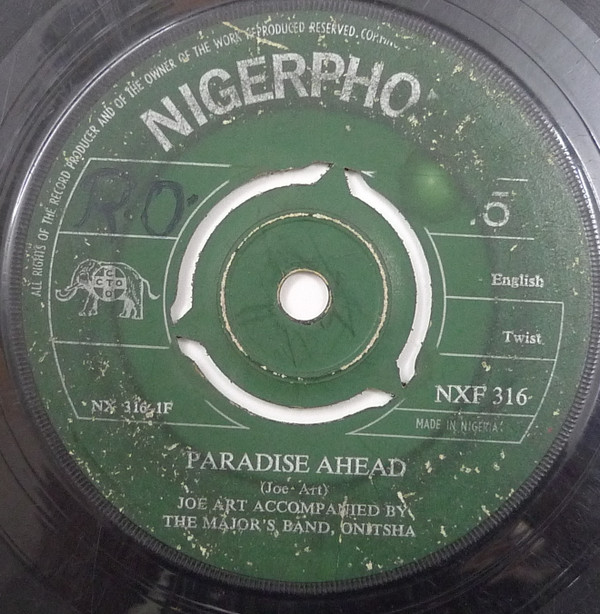 ALL RIGHTS OF THE RECORD PRODUCER AND OF THE OWNER OF THE WORK REPRODUCED RESERVED.
NIGERPHO
R.O.
English
C
CTC
C
Twist
NXF 316
NX 316-1F
MADE IN NIGERIA
PARADISE AHEAD
(Joe Art)
JOE ART ACCOMPANIED BY
THE MAJOR'S BAND, ONITSHA